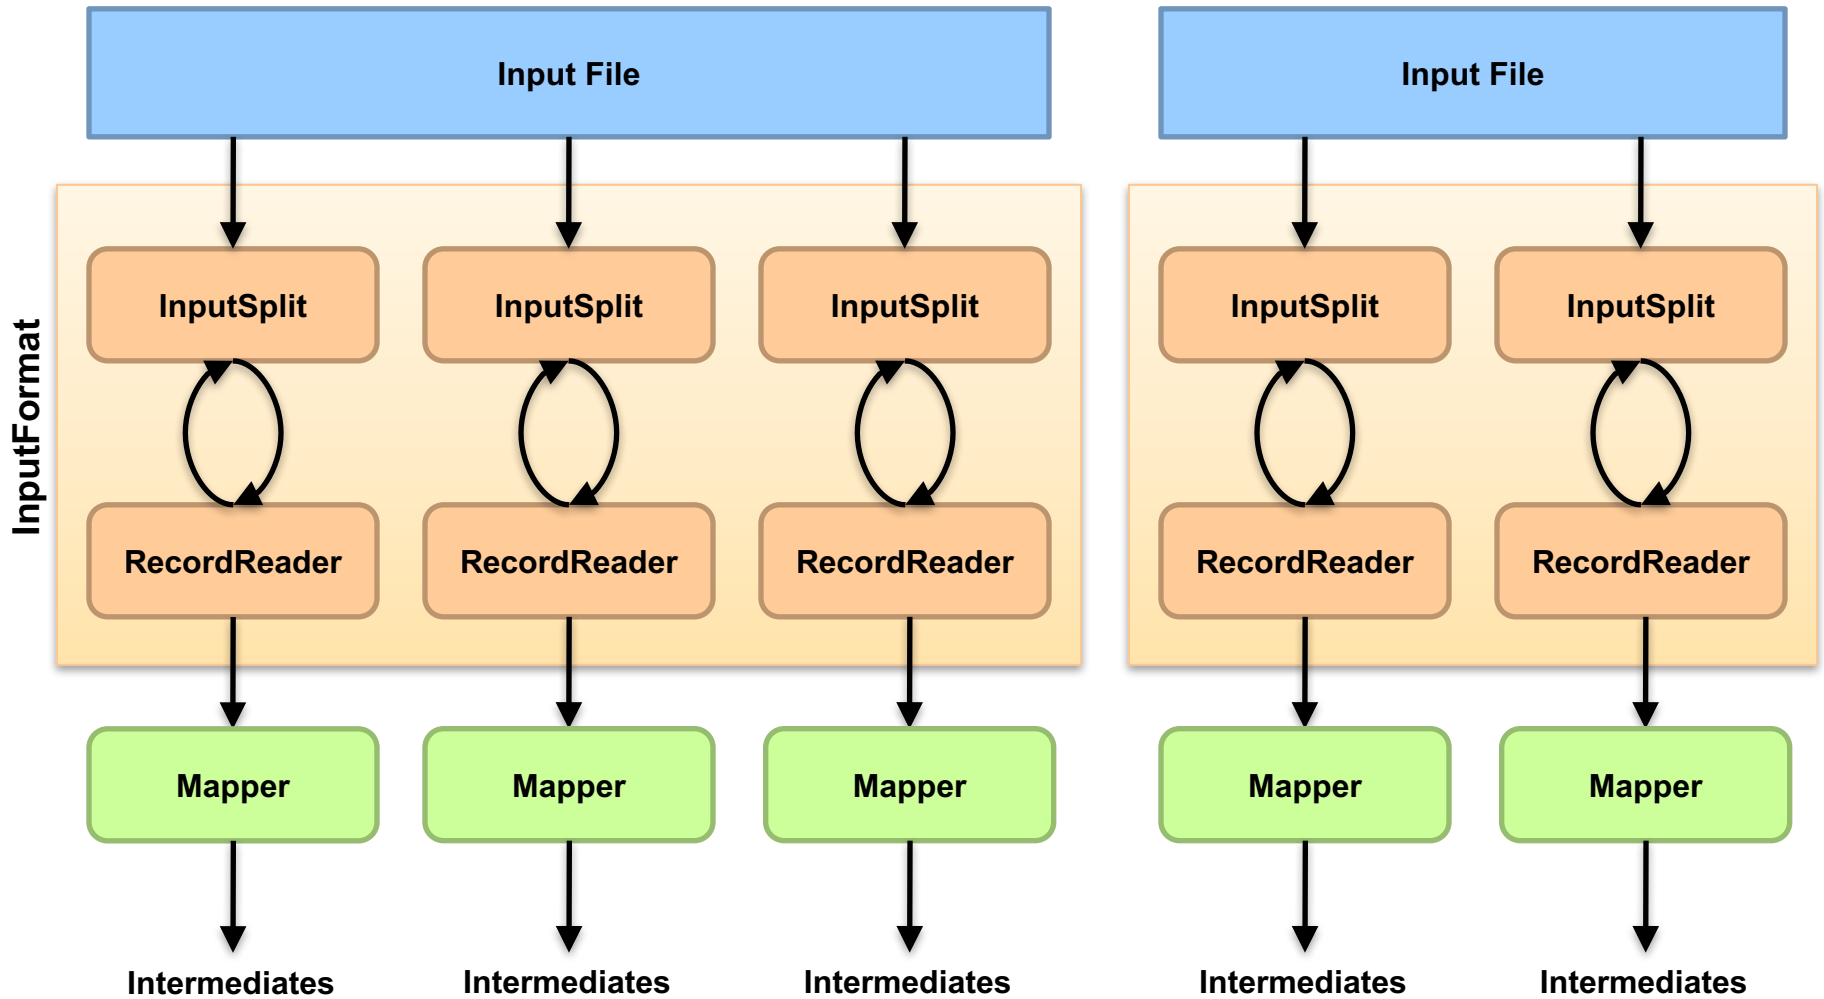 Input File
Input File
InputFormat
InputSplit
InputSplit
InputSplit
InputSplit
InputSplit
RecordReader
RecordReader
RecordReader
RecordReader
RecordReader
Mapper
Mapper
Mapper
Mapper
Mapper
Intermediates
Intermediates
Intermediates
Intermediates
Intermediates